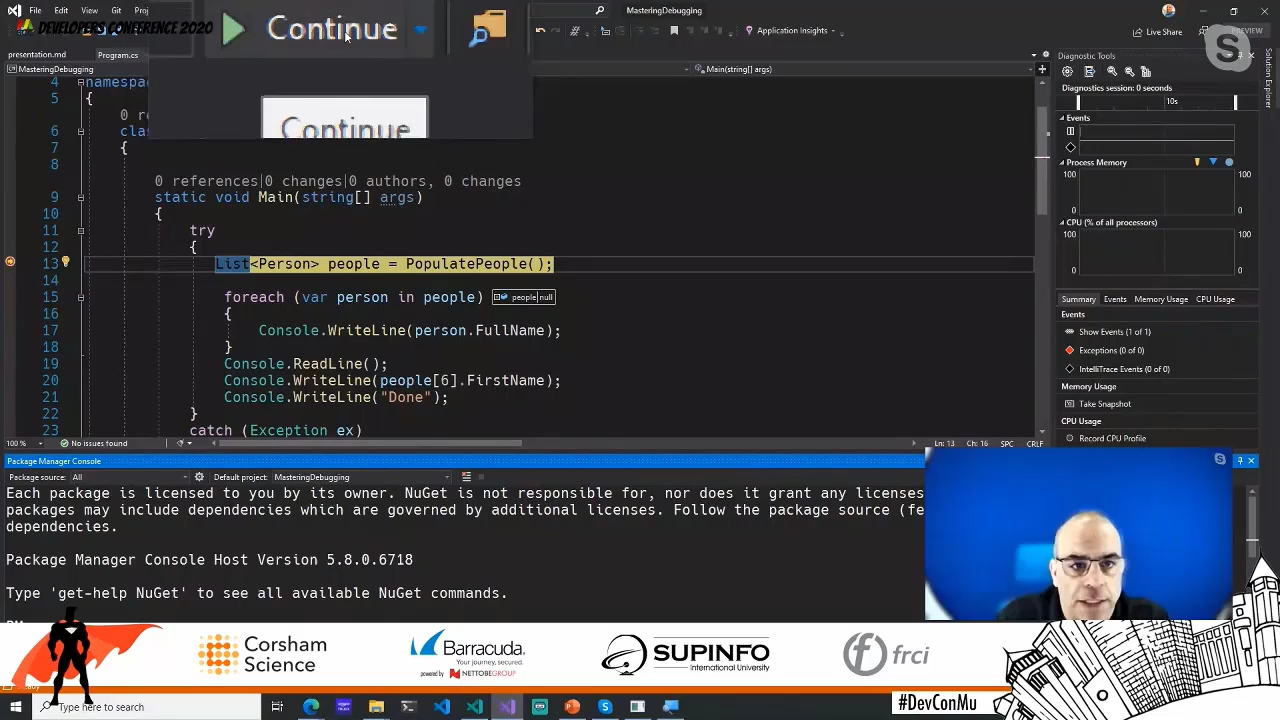 File Edit View Git Proj
MasteringDebugging
DEVELOPERS CONFERENCE 2020
Continue
Continue
Application Insights
Live Share
PREVIEW
presentation.md Program.cs
MasteringDebugging
Main(string[] args)
Diagnostic Tools
Solution Explorer
Diagnostics session: 0 seconds
10s
Events
Process Memory
100 100
0 0
CPU (% of all processors)
100 100
0 0
Summary Events Memory Usage CPU Usage
Events
Show Events (1 of 1)
Exceptions (0 of 0)
IntelliTrace Events (0 of 0)
Memory Usage
Take Snapshot
CPU Usage
Record CPU Profile
4 namespac
5 {
0 re
6 clas
7 {
8
0 references|0 changes|0 authors, 0 changes
9 static void Main(string[] args)
10 {
11 try
12 {
13 List<Person> people = PopulatePeople();
14
15 foreach (var person in people) people null
16 {
17 Console.WriteLine(person.FullName);
18 }
19 Console.ReadLine();
20 Console.WriteLine(people[6].FirstName);
21 Console.WriteLine("Done");
22 }
23 catch (Exception ex)
100 % No issues found Ln: 13 Ch: 16 SPC CRLF
Package Manager Console
Package source: All Default project: MasteringDebugging
Each package is licensed to you by its owner. NuGet is not responsible for, nor does it grant any licenses
packages may include dependencies which are governed by additional licenses. Follow the package source (fe
dependencies.
Package Manager Console Host Version 5.8.0.6718
Type 'get-help NuGet' to see all available NuGet commands.
Corsham
Science
Barracuda
Your journey, secured.
powered by NETTOBEGROUP
SUPINFO
International University
f frci
Type here to search
#DevConMu